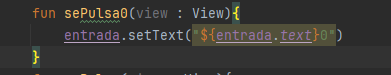 fun sePulsa0(view : View){
entrada.setText("${entrada.text}0")
}